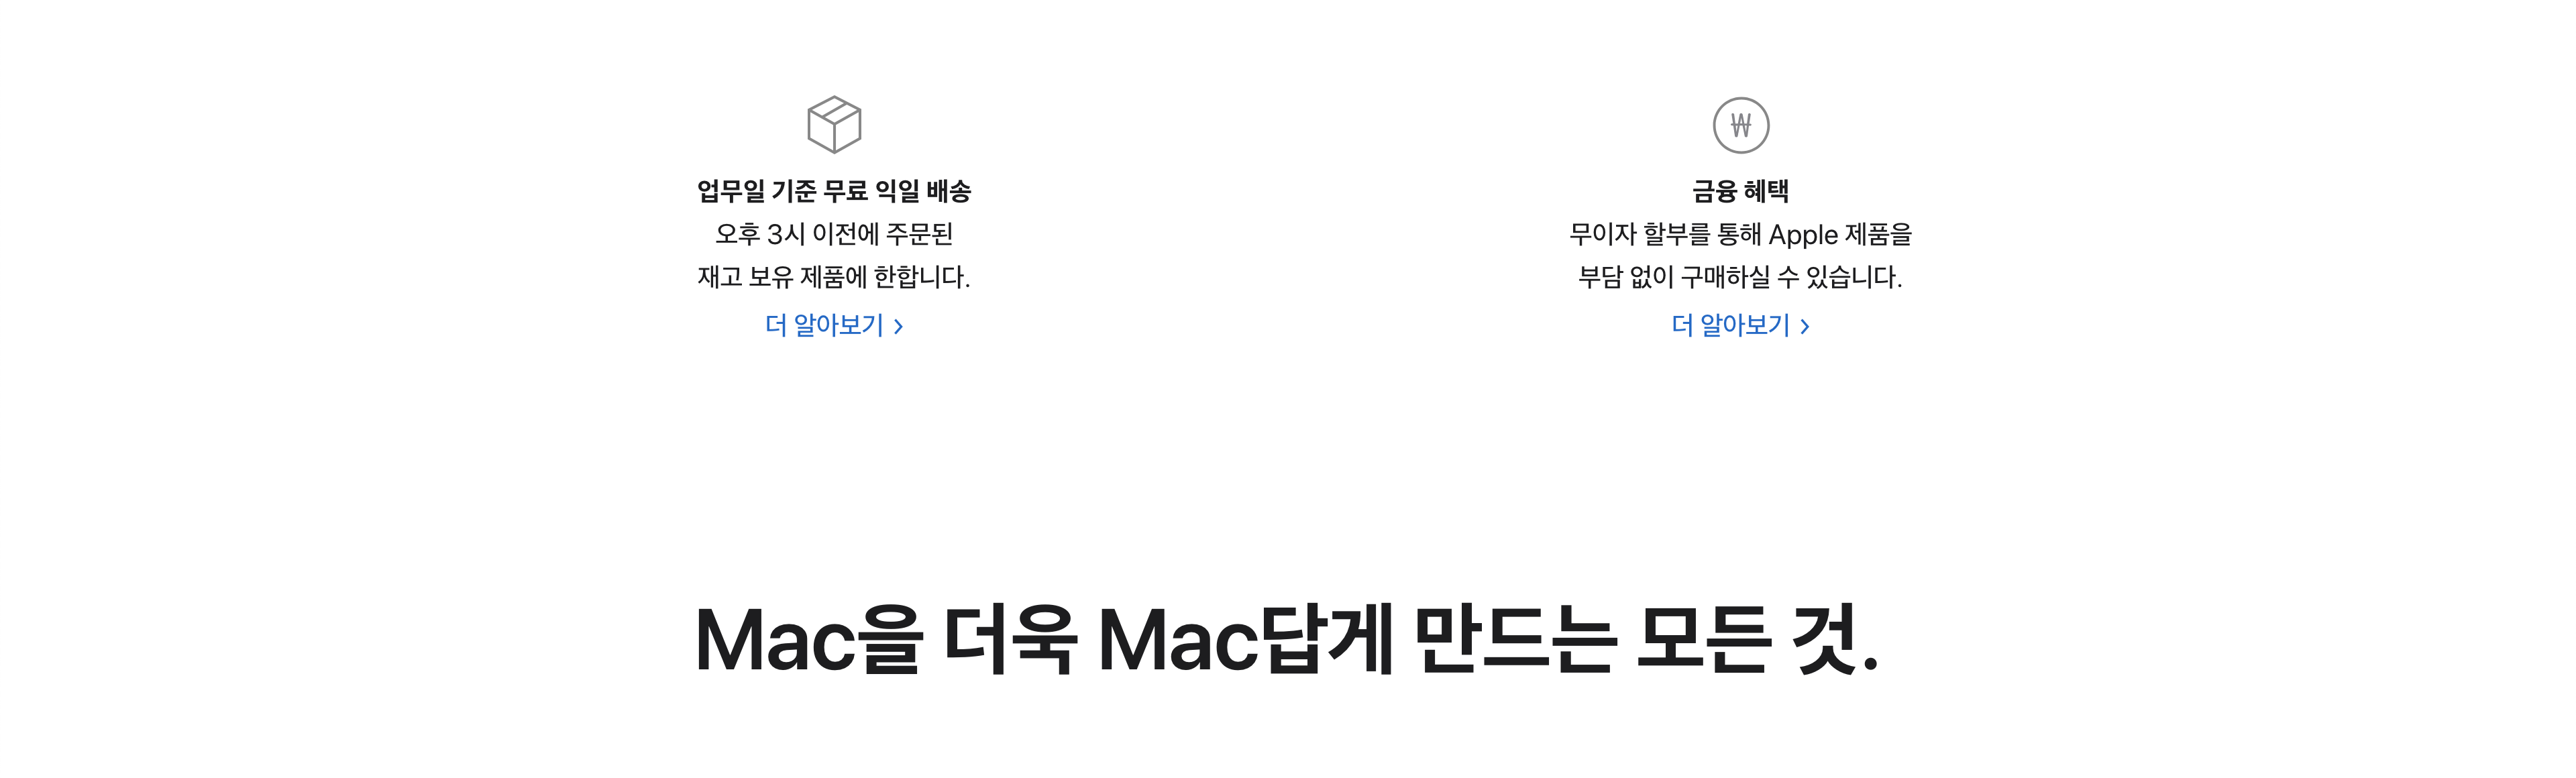 업무일 기준 무료 익일 배송
오후 3시 이전에 주문된
재고 보유 제품에 한합니다.
더 알아보기 >
₩
금융 혜택
무이자 할부를 통해 Apple 제품을
부담 없이 구매하실 수 있습니다.
더 알아보기 >
Mac을 더욱 Mac답게 만드는 모든 것.